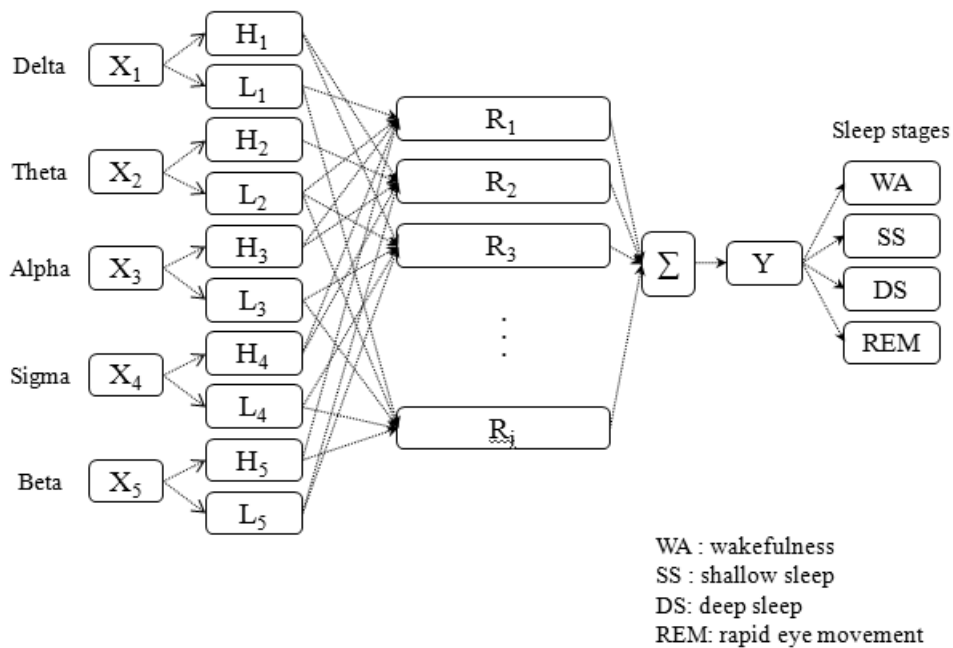 Delta
X₁
H₁
L₁
Theta
X₂
H₂
L₂
Alpha
X₃
H₃
L₃
Sigma
X₄
H₄
L₄
Beta
X₅
H₅
L₅
R₁
R₂
R₃
⋮
Rⱼ
Σ
Y
Sleep stages
WA
SS
DS
REM
WA : wakefulness
SS : shallow sleep
DS: deep sleep
REM: rapid eye movement